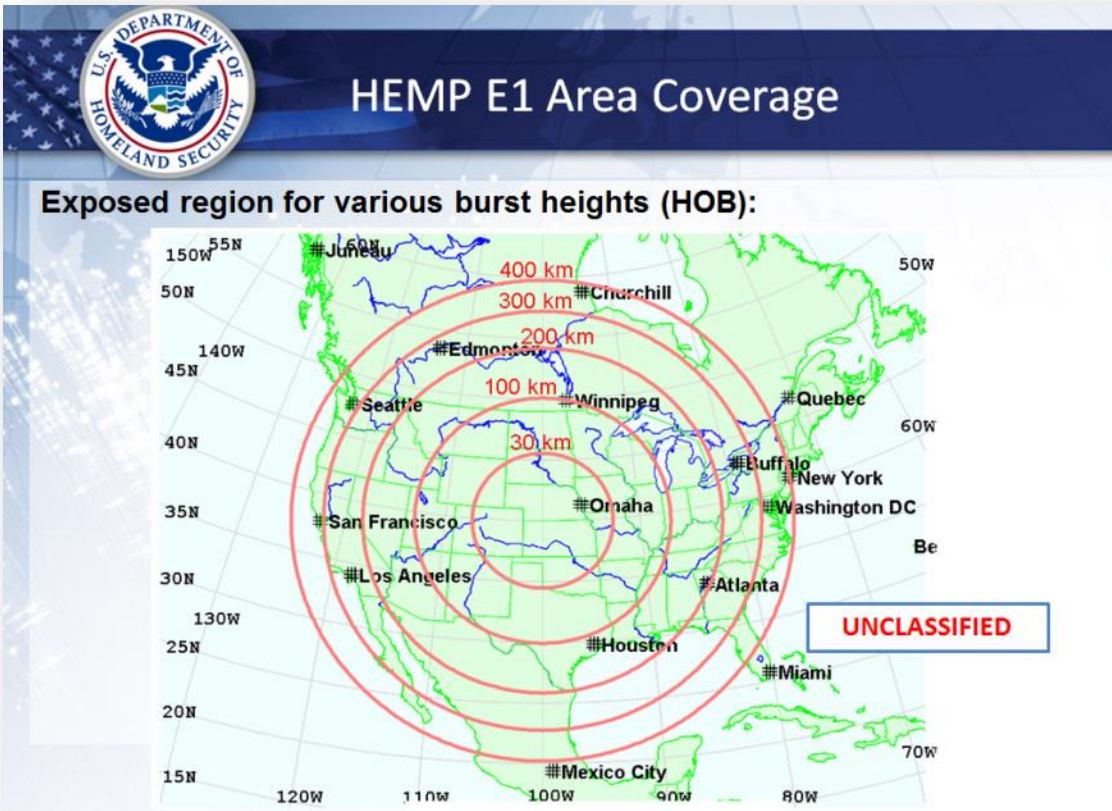 U.S. DEPARTMENT OF
HOMELAND SECURITY
HEMP E1 Area Coverage
Exposed region for various burst heights (HOB):
150W
55N
#Juneau
60N
50W
50N
400 km
#Churchill
300 km
140W
200 km
#Edmonton
45N
100 km
#Seattle
#Winnipeg
#Quebec
60W
40N
30 km
#Buffalo
#New York
35N
#San Francisco
#Omaha
#Washington DC
Be
30N
#Los Angeles
#Atlanta
130W
UNCLASSIFIED
25N
#Houston
#Miami
20N
70W
15N
#Mexico City
120W
110W
100W
90W
80W